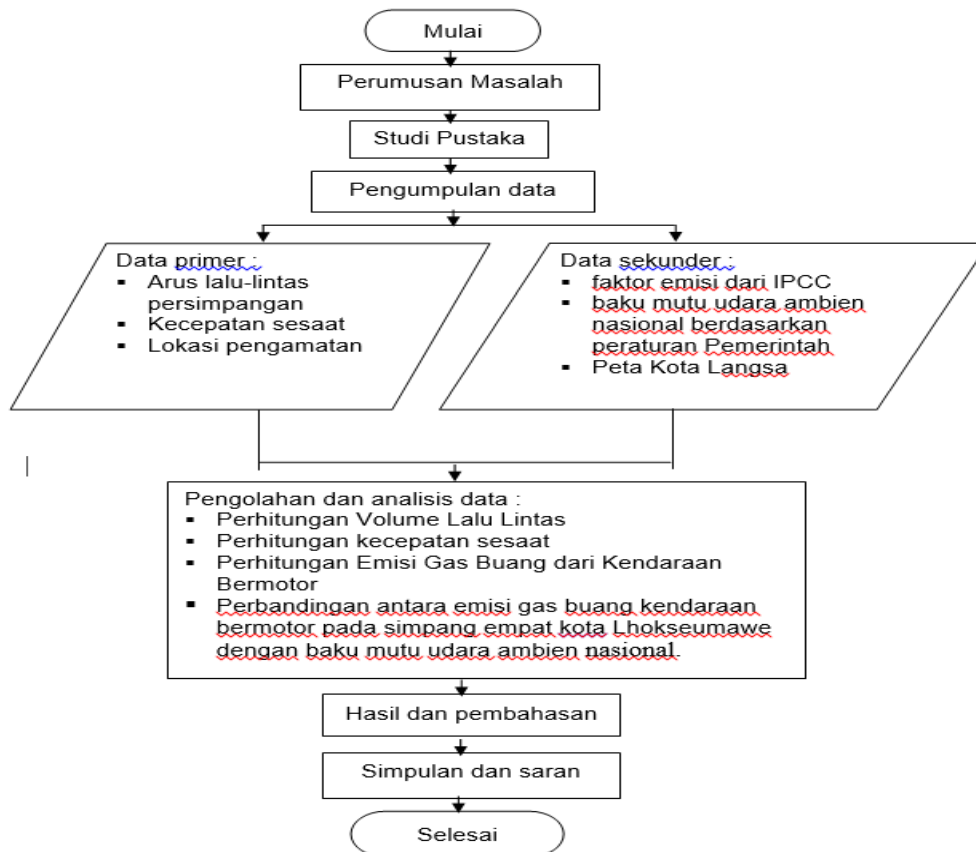 Mulai
Perumusan Masalah
Studi Pustaka
Pengumpulan data
Data primer :
▪ Arus lalu-lintas
persimpangan
▪ Kecepatan sesaat
▪ Lokasi pengamatan
Data sekunder :
▪ faktor emisi dari IPCC
▪ baku mutu udara ambien
nasional berdasarkan
peraturan Pemerintah
▪ Peta Kota Langsa
Pengolahan dan analisis data :
▪ Perhitungan Volume Lalu Lintas
▪ Perhitungan kecepatan sesaat
▪ Perhitungan Emisi Gas Buang dari Kendaraan
Bermotor
▪ Perbandingan antara emisi gas buang kendaraan
bermotor pada simpang empat kota Lhokseumawe
dengan baku mutu udara ambien nasional.
Hasil dan pembahasan
Simpulan dan saran
Selesai